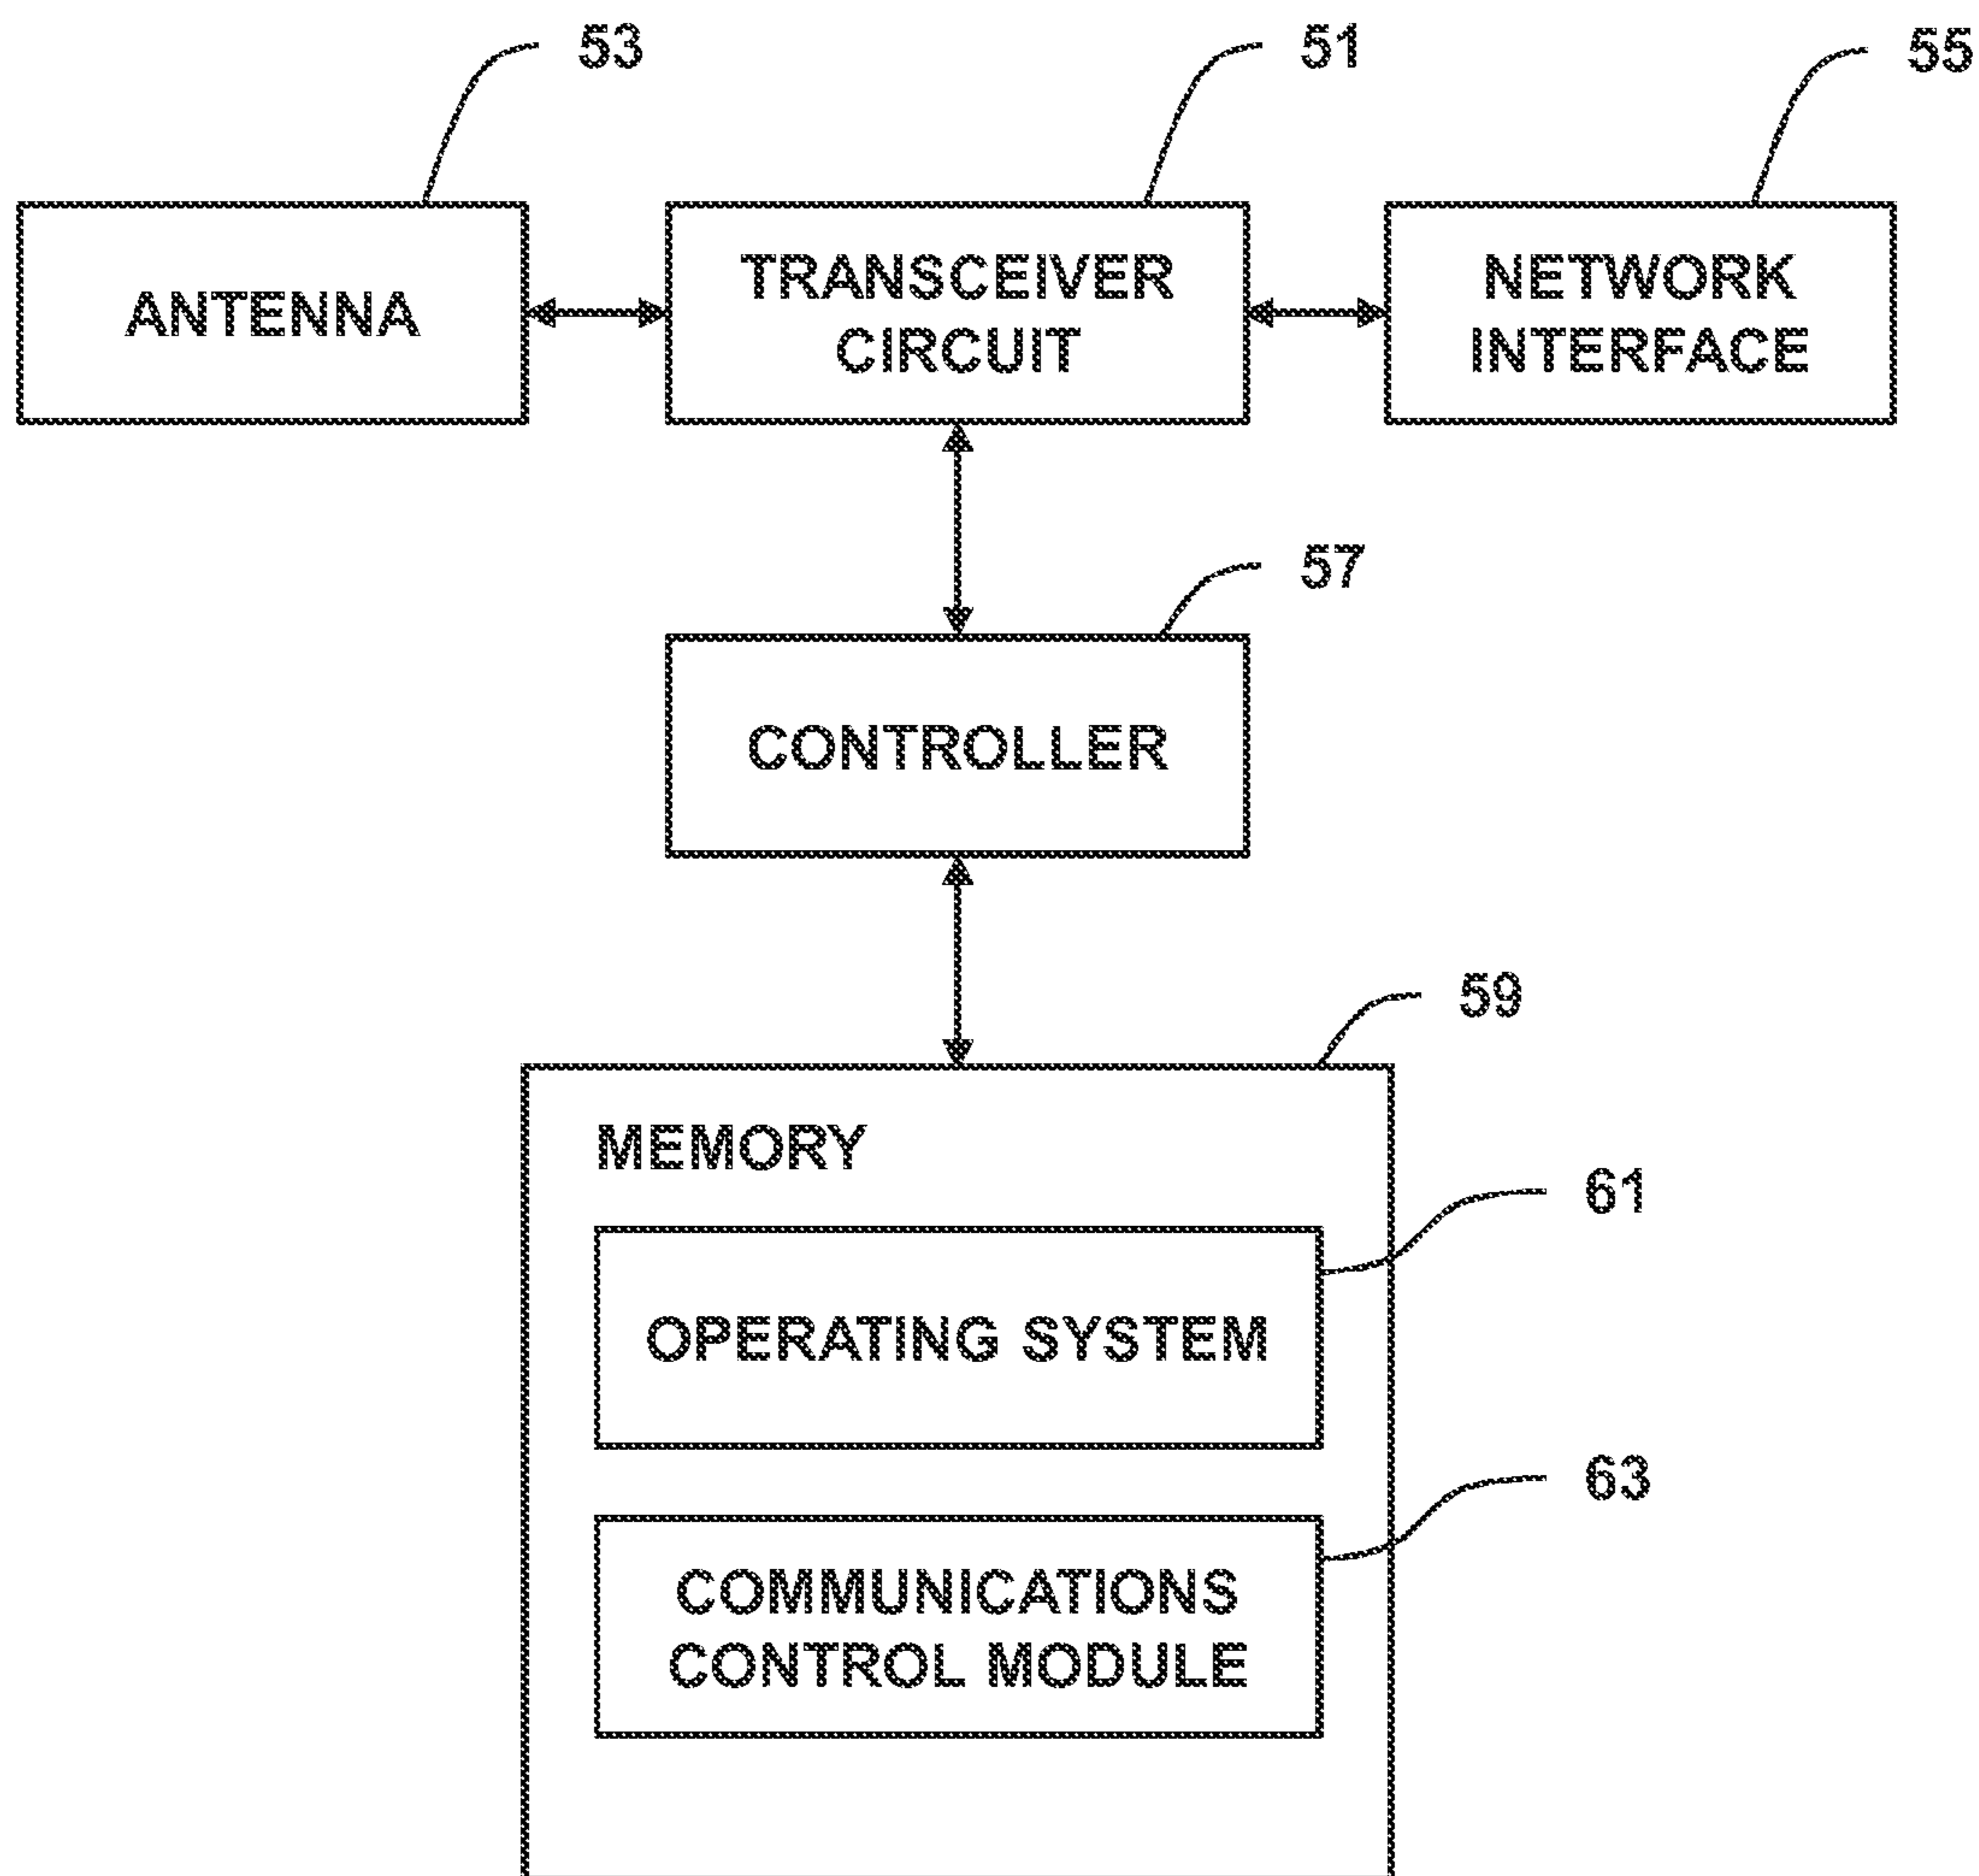 53
51
55
ANTENNA
TRANSCEIVER
CIRCUIT
NETWORK
INTERFACE
57
CONTROLLER
59
MEMORY
61
OPERATING SYSTEM
63
COMMUNICATIONS
CONTROL MODULE